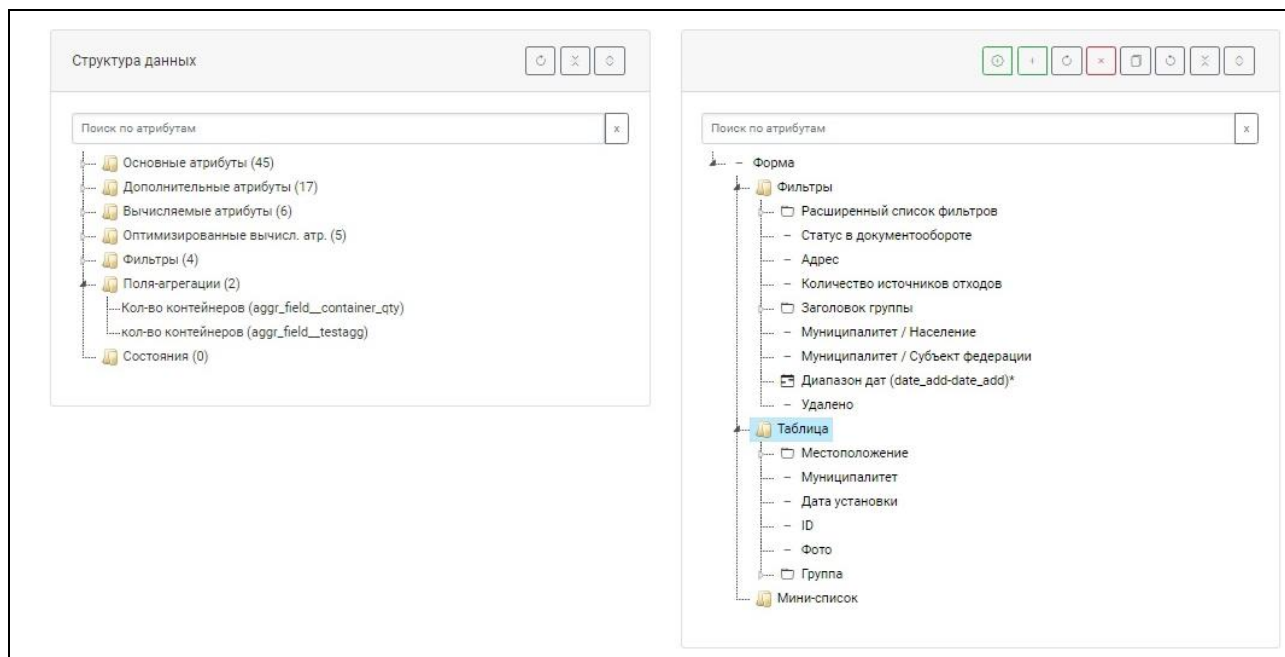 Структура данных
Поиск по атрибутам
x
Основные атрибуты (45)
Дополнительные атрибуты (17)
Вычисляемые атрибуты (6)
Оптимизированные вычисл. атр. (5)
Фильтры (4)
Поля-агрегации (2)
Кол-во контейнеров (aggr_field__container_qty)
кол-во контейнеров (aggr_field__testagg)
Состояния (0)
Поиск по атрибутам
x
Форма
Фильтры
Расширенный список фильтров
Статус в документообороте
Адрес
Количество источников отходов
Заголовок группы
Муниципалитет / Население
Муниципалитет / Субъект федерации
Диапазон дат (date_add-date_add)*
Удалено
Таблица
Местоположение
Муниципалитет
Дата установки
ID
Фото
Группа
Мини-список